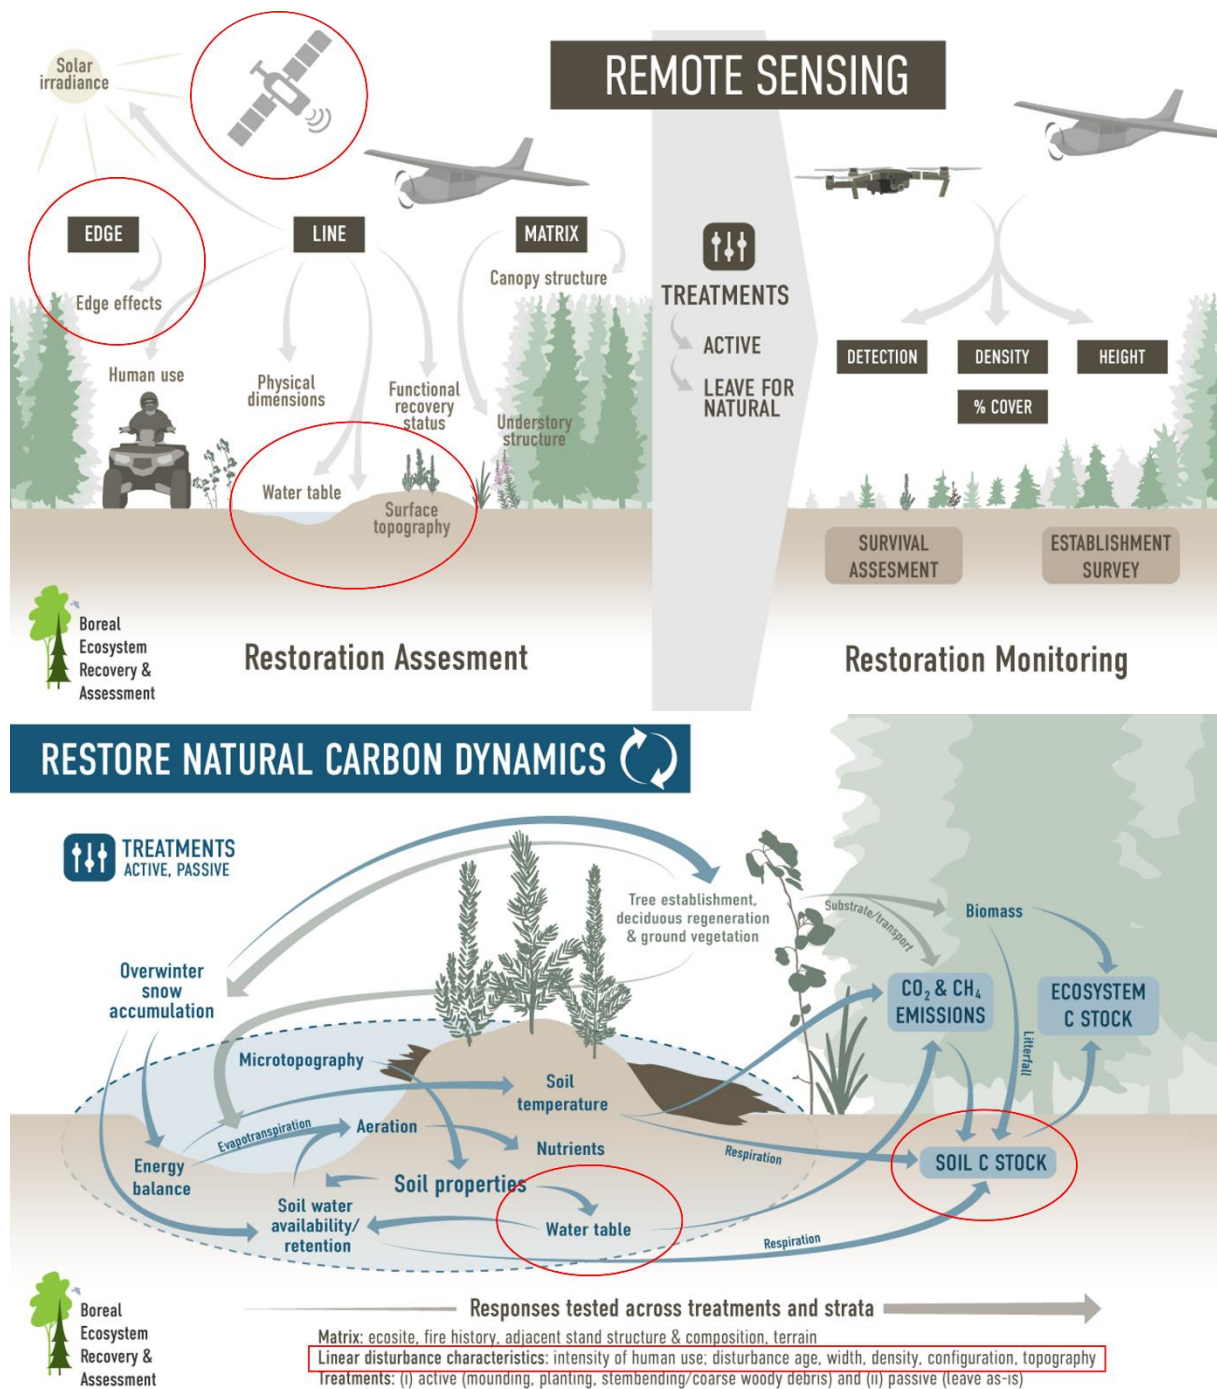 REMOTE SENSING
Solar
irradiance
EDGE
LINE
MATRIX
Edge effects
Canopy structure
Human use
Physical
dimensions
Functional
recovery
status
Understory
structure
Water table
Surface
topography
TREATMENTS
ACTIVE
LEAVE FOR
NATURAL
DETECTION
DENSITY
HEIGHT
% COVER
SURVIVAL
ASSESMENT
ESTABLISHMENT
SURVEY
Boreal
Ecosystem
Recovery &
Assessment
Restoration Assesment
Restoration Monitoring
RESTORE NATURAL CARBON DYNAMICS
TREATMENTS
ACTIVE, PASSIVE
Tree establishment,
deciduous regeneration
& ground vegetation
Substrate/transport
Biomass
Overwinter
snow
accumulation
CO₂ & CH₄
EMISSIONS
ECOSYSTEM
C STOCK
Litterfall
Microtopography
Soil
temperature
Evapotranspiration
Aeration
Nutrients
Respiration
Energy
balance
Soil properties
SOIL C STOCK
Soil water
availability/
retention
Water table
Respiration
Boreal
Ecosystem
Recovery &
Assessment
Responses tested across treatments and strata
Matrix: ecosite, fire history, adjacent stand structure & composition, terrain
Linear disturbance characteristics: intensity of human use; disturbance age, width, density, configuration, topography
Treatments: (i) active (mounding, planting, stembending/coarse woody debris) and (ii) passive (leave as-is)